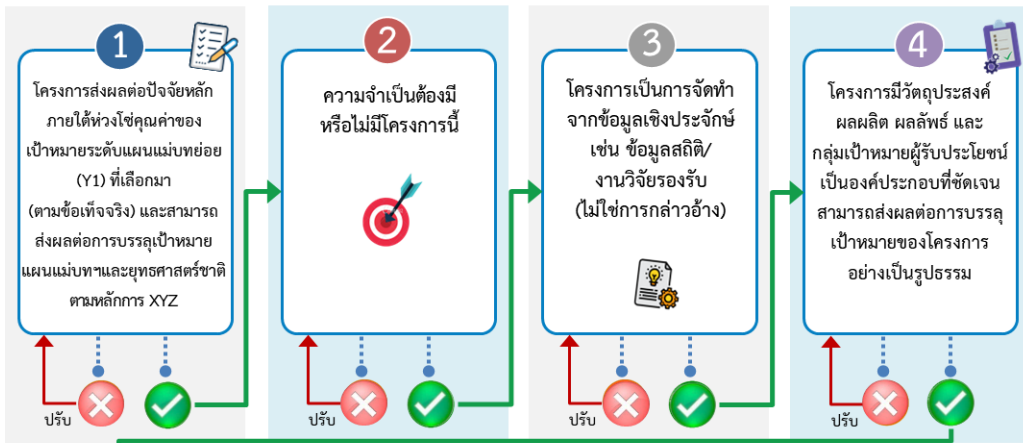 1
โครงการส่งผลต่อปัจจัยหลัก
ภายใต้ห่วงโซ่คุณค่าของ
เป้าหมายระดับแผนแม่บทย่อย
(Y1) ที่เลือกมา
(ตามข้อเท็จจริง) และสามารถ
ส่งผลต่อการบรรลุเป้าหมาย
แผนแม่บทฯและยุทธศาสตร์ชาติ
ตามหลักการ XYZ
ปรับ
2
ความจำเป็นต้องมี
หรือไม่มีโครงการนี้
ปรับ
3
โครงการเป็นการจัดทำ
จากข้อมูลเชิงประจักษ์
เช่น ข้อมูลสถิติ/
งานวิจัยรองรับ
(ไม่ใช่การกล่าวอ้าง)
ปรับ
4
โครงการมีวัตถุประสงค์
ผลผลิต ผลลัพธ์ และ
กลุ่มเป้าหมายผู้รับประโยชน์
เป็นองค์ประกอบที่ชัดเจน
สามารถส่งผลต่อการบรรลุ
เป้าหมายของโครงการ
อย่างเป็นรูปธรรม
ปรับ